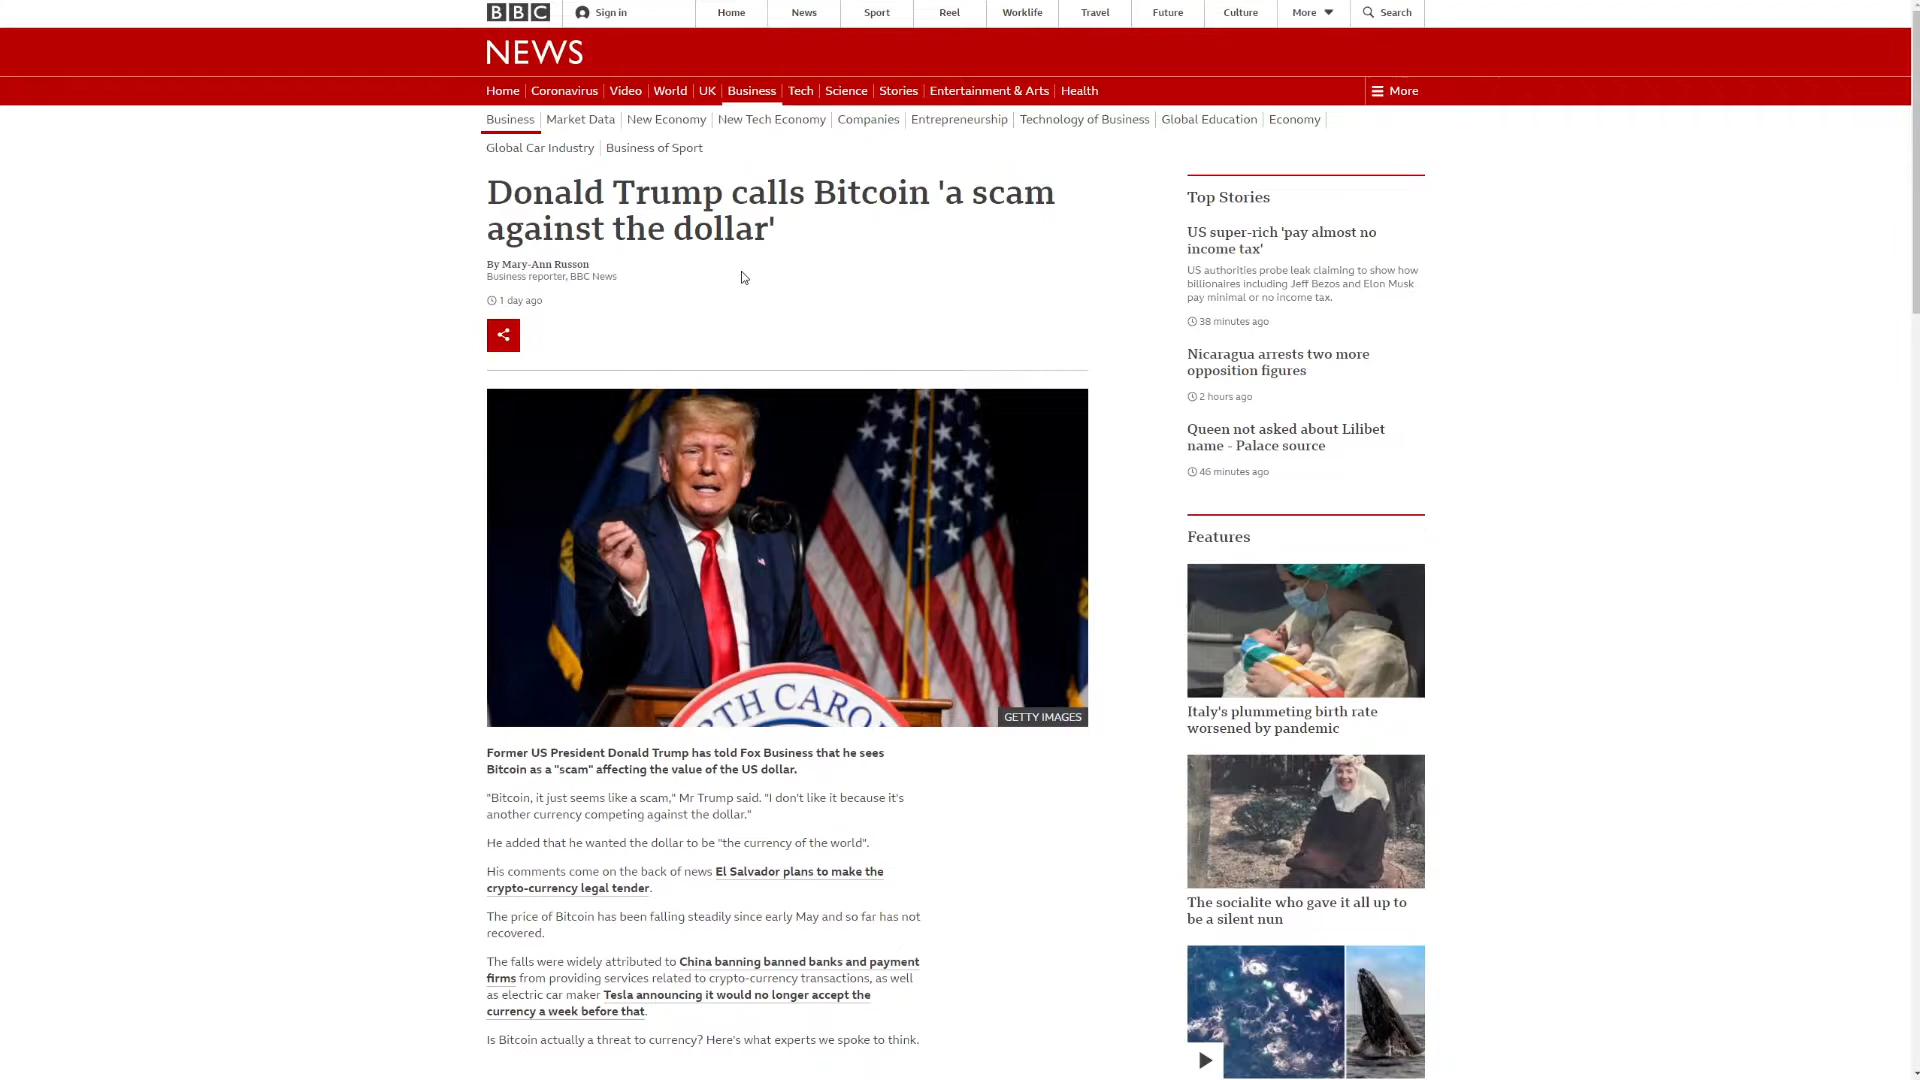 BBC
Sign in
Home
News
Sport
Reel
Worklife
Travel
Future
Culture
More
Search
NEWS
Home
Coronavirus
Video
World
UK
Business
Tech
Science
Stories
Entertainment & Arts
Health
More
Business
Market Data
New Economy
New Tech Economy
Companies
Entrepreneurship
Technology of Business
Global Education
Economy
Global Car Industry
Business of Sport
Donald Trump calls Bitcoin 'a scam
against the dollar'
By Mary-Ann Russon
Business reporter, BBC News
1 day ago
TH CARO
GETTY IMAGES
Former US President Donald Trump has told Fox Business that he sees
Bitcoin as a "scam" affecting the value of the US dollar.
"Bitcoin, it just seems like a scam," Mr Trump said. "I don't like it because it's
another currency competing against the dollar."
He added that he wanted the dollar to be "the currency of the world".
His comments come on the back of news El Salvador plans to make the
crypto-currency legal tender.
The price of Bitcoin has been falling steadily since early May and so far has not
recovered.
The falls were widely attributed to China banning banned banks and payment
firms from providing services related to crypto-currency transactions, as well
as electric car maker Tesla announcing it would no longer accept the
currency a week before that.
Is Bitcoin actually a threat to currency? Here's what experts we spoke to think.
Top Stories
US super-rich 'pay almost no
income tax'
US authorities probe leak claiming to show how
billionaires including Jeff Bezos and Elon Musk
pay minimal or no income tax.
38 minutes ago
Nicaragua arrests two more
opposition figures
2 hours ago
Queen not asked about Lilibet
name - Palace source
46 minutes ago
Features
Italy's plummeting birth rate
worsened by pandemic
The socialite who gave it all up to
be a silent nun